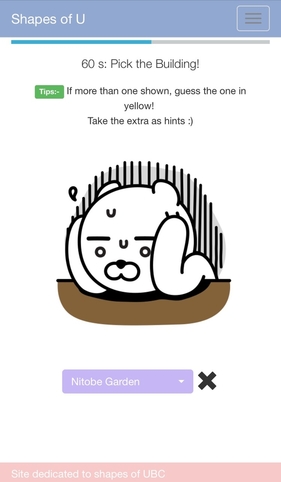 Shapes of U
60 s: Pick the Building!
Tips:- If more than one shown, guess the one in
yellow!
Take the extra as hints :)
Nitobe Garden
Site dedicated to shapes of UBC